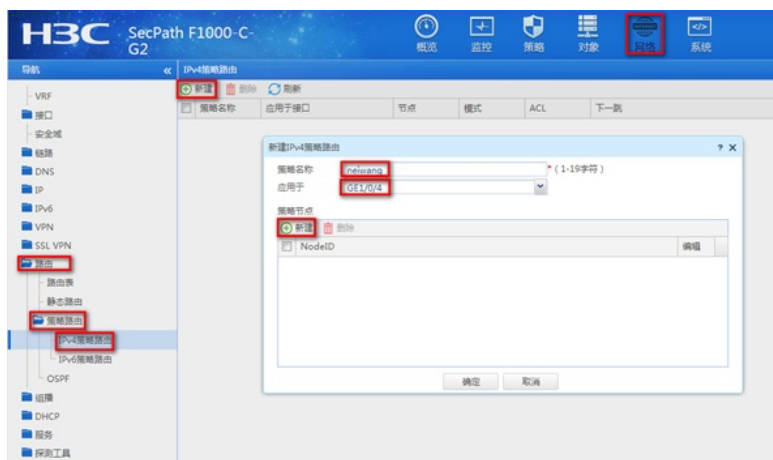 H3C SecPath F1000-C-G2
概览 监控 策略 对象 网络 系统
导航 « IPv4策略路由
新建 删除 刷新
策略名称 应用于接口 节点 模式 ACL 下一跳
VRF
接口
安全域
链路
DNS
IP
IPv6
VPN
SSL VPN
路由
路由表
静态路由
策略路由
IPv4策略路由
IPv6策略路由
OSPF
组播
DHCP
服务
探测工具
新建IPv4策略路由 ? X
策略名称 neiwang * (1-19字符)
应用于 GE1/0/4
策略节点
新建 删除
NodeID 编辑
确定 取消